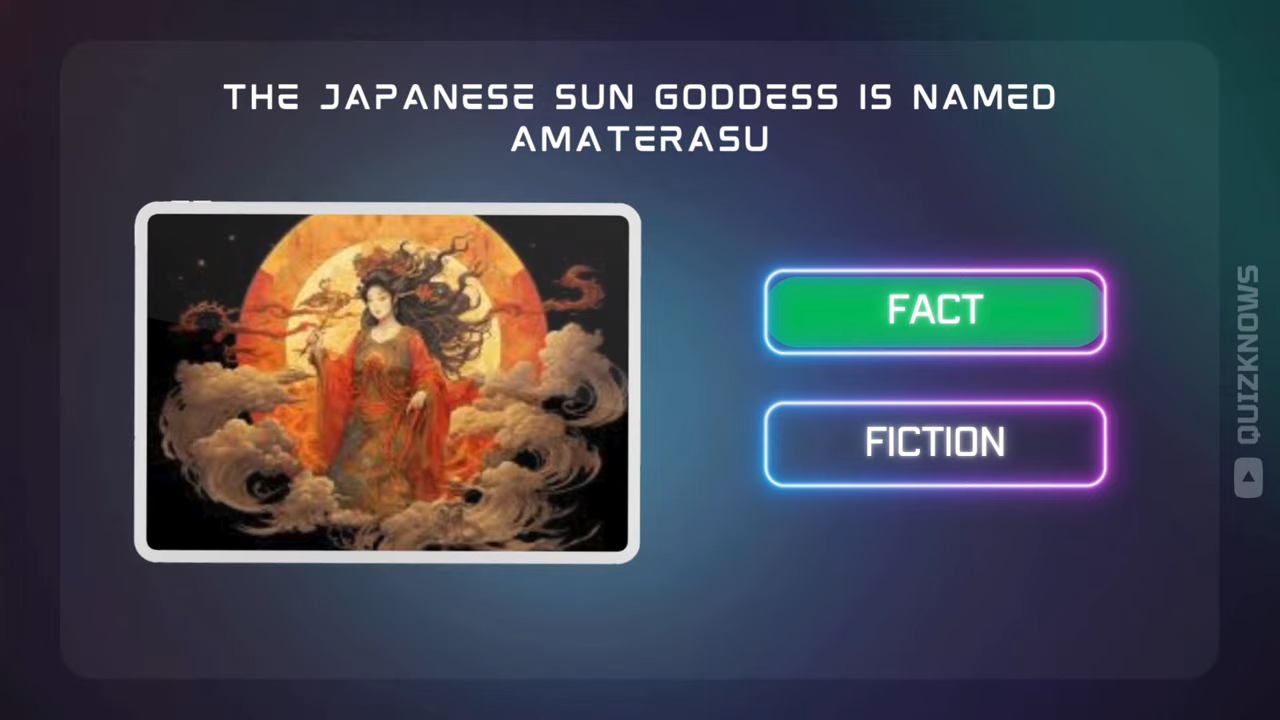 THE JAPANESE SUN GODDESS IS NAMED
AMATERASU
FACT
FICTION
QUIZKNOWS